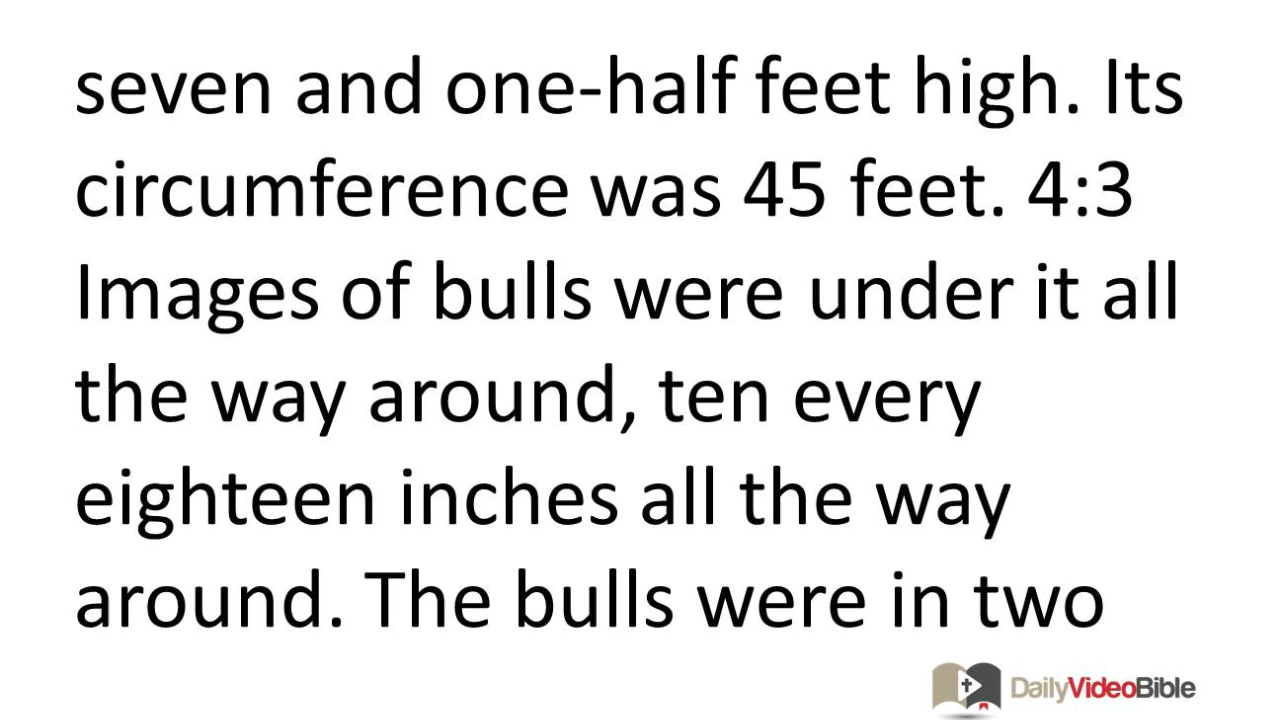 seven and one-half feet high. Its
circumference was 45 feet. 4:3
Images of bulls were under it all
the way around, ten every
eighteen inches all the way
around. The bulls were in two
DailyVideoBible